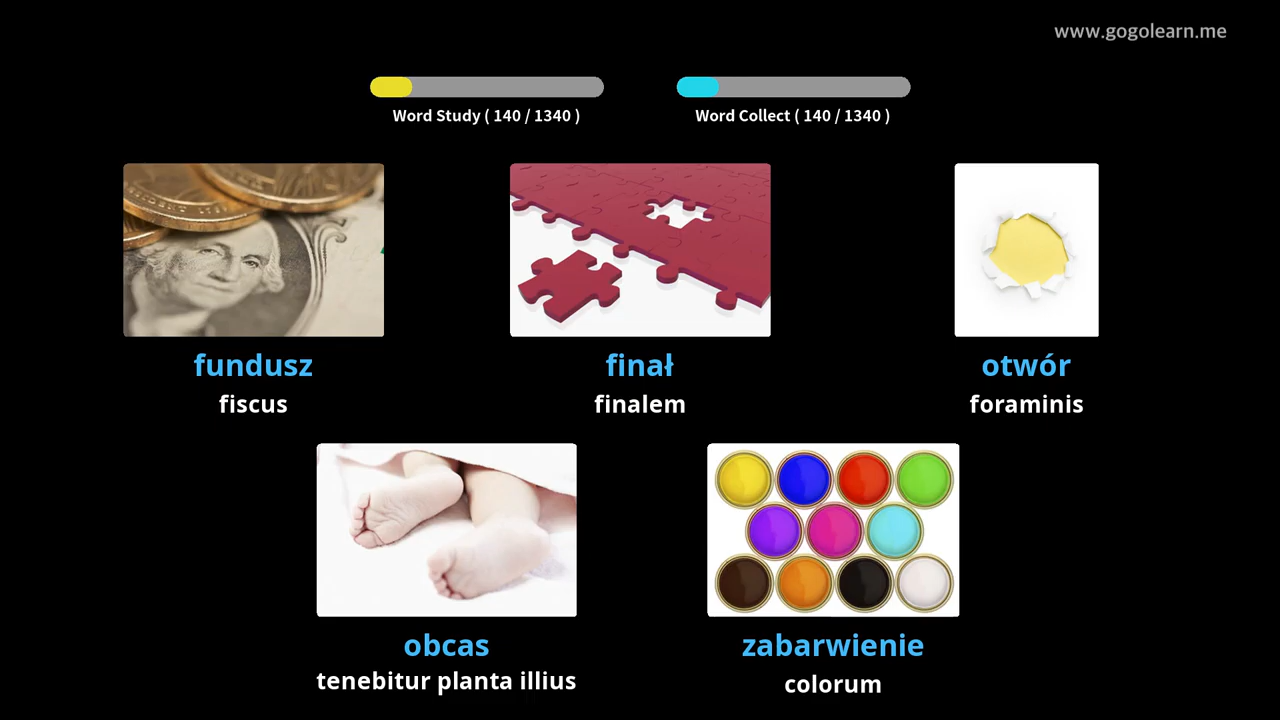 www.gogolearn.me
Word Study ( 140 / 1340 )
Word Collect ( 140 / 1340 )
fundusz
fiscus
finał
finalem
otwór
foraminis
obcas
tenebitur planta illius
zabarwienie
colorum